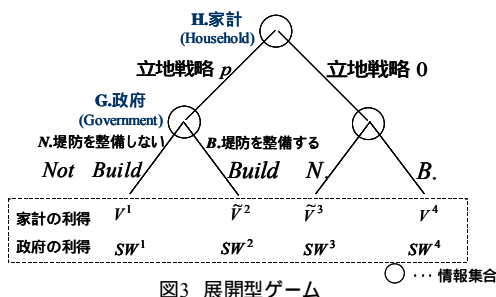 H.家計
(Household)
立地戦略 p
立地戦略 0
G.政府
(Government)
N.堤防を整備しない
B.堤防を整備する
Not Build
Build
N.
B.
家計の利得 V¹ Ṽ² Ṽ³ V⁴
政府の利得 SW¹ SW² SW³ SW⁴
…情報集合
図3 展開型ゲーム